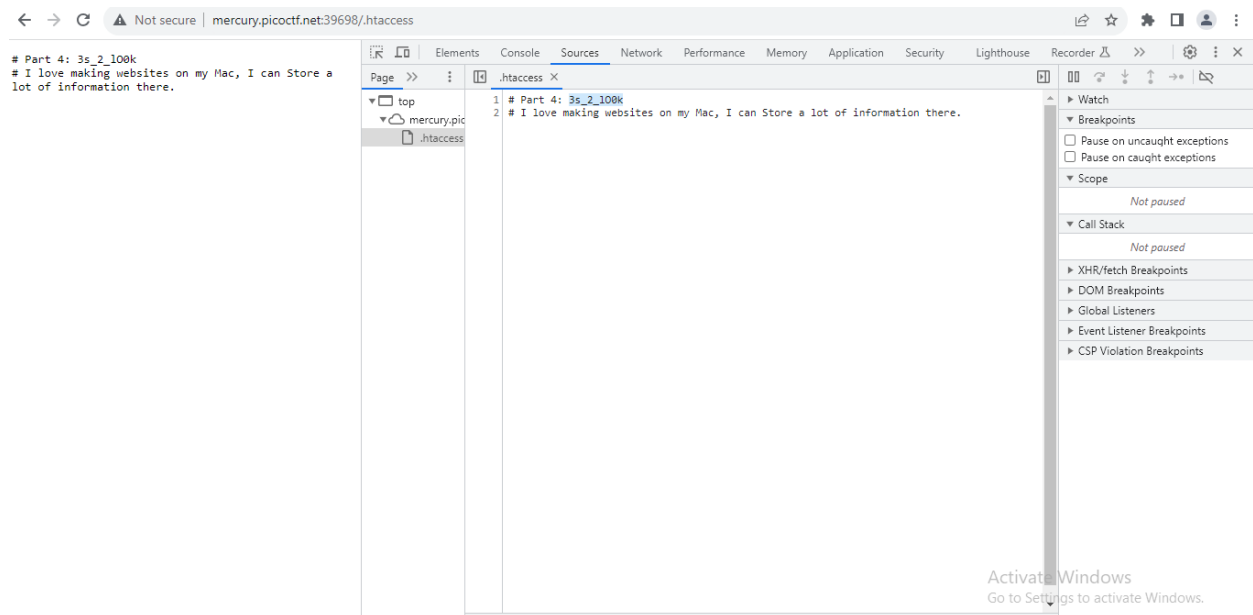 Not secure | mercury.picoctf.net:39698/.htaccess
# Part 4: 3s_2_lO0k
# I love making websites on my Mac, I can Store a
lot of information there.
Elements Console Sources Network Performance Memory Application Security Lighthouse Recorder
Page
.htaccess
top
mercury.pic
.htaccess
1 # Part 4: 3s_2_lO0k
2 # I love making websites on my Mac, I can Store a lot of information there.
Watch
Breakpoints
Pause on uncaught exceptions
Pause on caught exceptions
Scope
Not paused
Call Stack
Not paused
XHR/fetch Breakpoints
DOM Breakpoints
Global Listeners
Event Listener Breakpoints
CSP Violation Breakpoints
Activate Windows
Go to Settings to activate Windows.